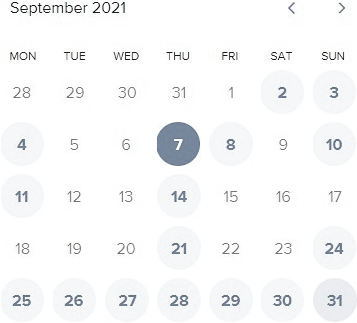 September 2021
MON TUE WED THU FRI SAT SUN
28 29 30 31 1 2 3
4 5 6 7 8 9 10
11 12 13 14 15 16 17
18 19 20 21 22 23 24
25 26 27 28 29 30 31